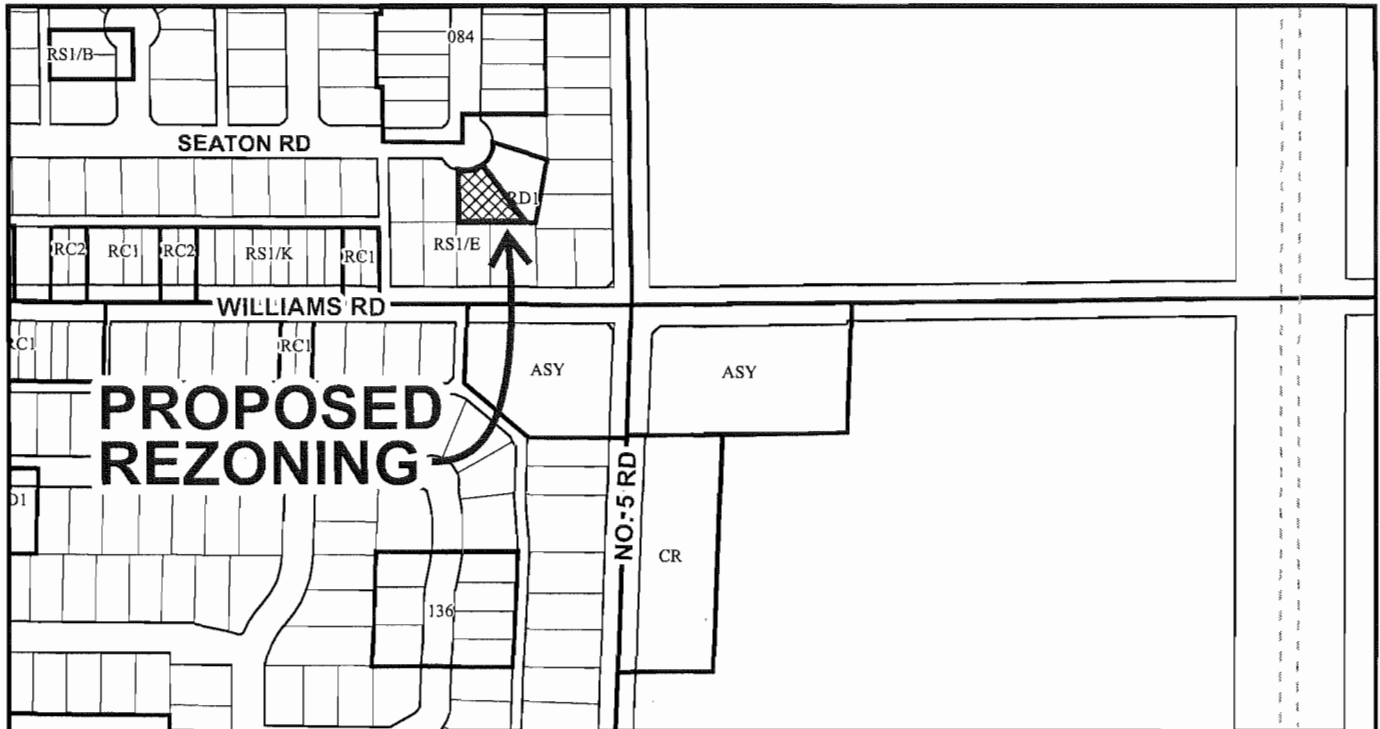 084
RS1/B
SEATON RD
RD1
RS1/E
RC2
RC1
RC2
RS1/K
RC1
WILLIAMS RD
RC1
RC1
ASY
ASY
PROPOSED
REZONING
NO. 5 RD
D1
CR
136